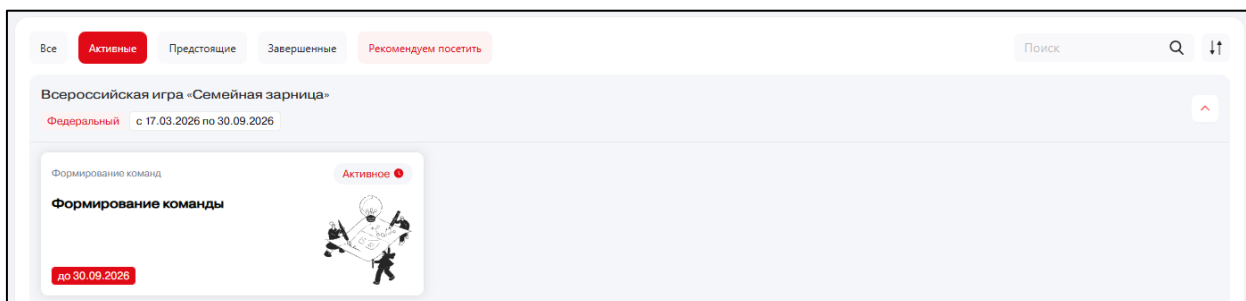 Все Активные Предстоящие Завершенные Рекомендуем посетить Поиск
Всероссийская игра «Семейная зарница»
Федеральный с 17.03.2026 по 30.09.2026
Формирование команд Активное
Формирование команды
до 30.09.2026